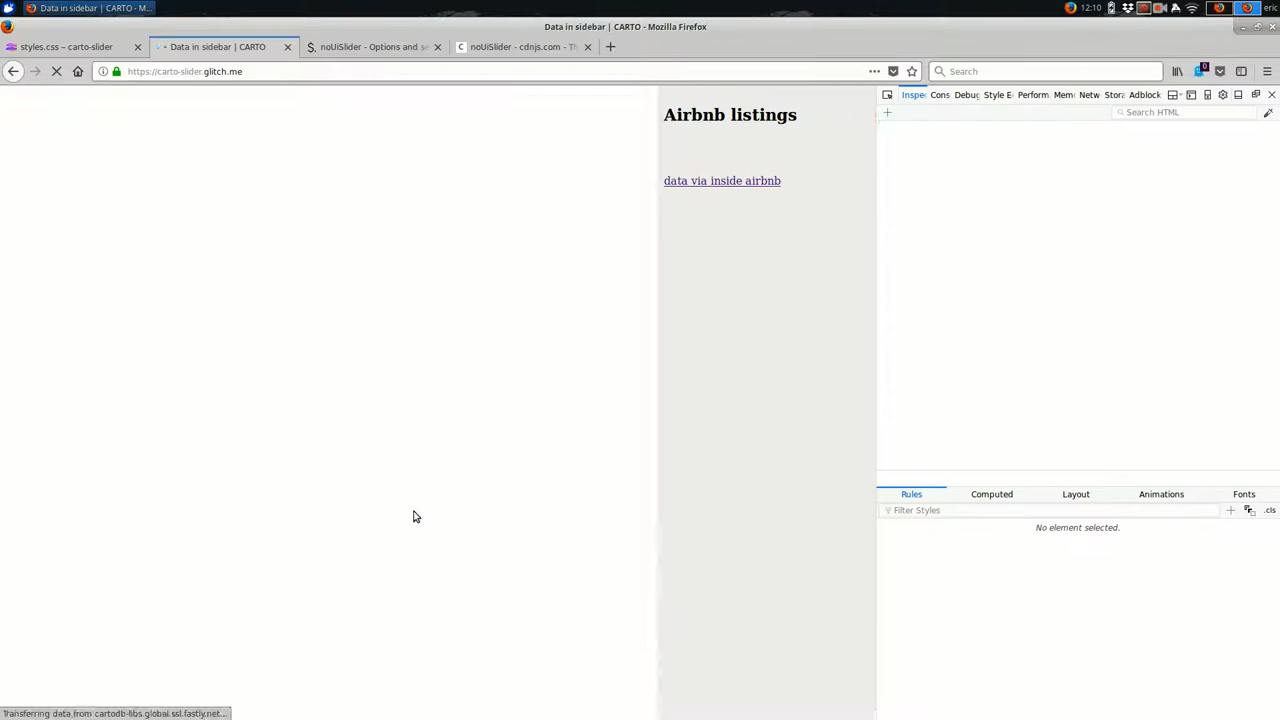 Data in sidebar | CARTO - M...
12:10
eric
Data in sidebar | CARTO - Mozilla Firefox
styles.css – carto-slider
Data in sidebar | CARTO
noUiSlider - Options and se
noUiSlider - cdnjs.com - Th
https://carto-slider.glitch.me
Search
0
Airbnb listings
data via inside airbnb
Inspec
Cons
Debug
Style E
Perform
Mem
Netw
Stora
Adblock
Search HTML
Rules
Computed
Layout
Animations
Fonts
Filter Styles
.cls
No element selected.
Transferring data from cartodb-libs.global.ssl.fastly.net...